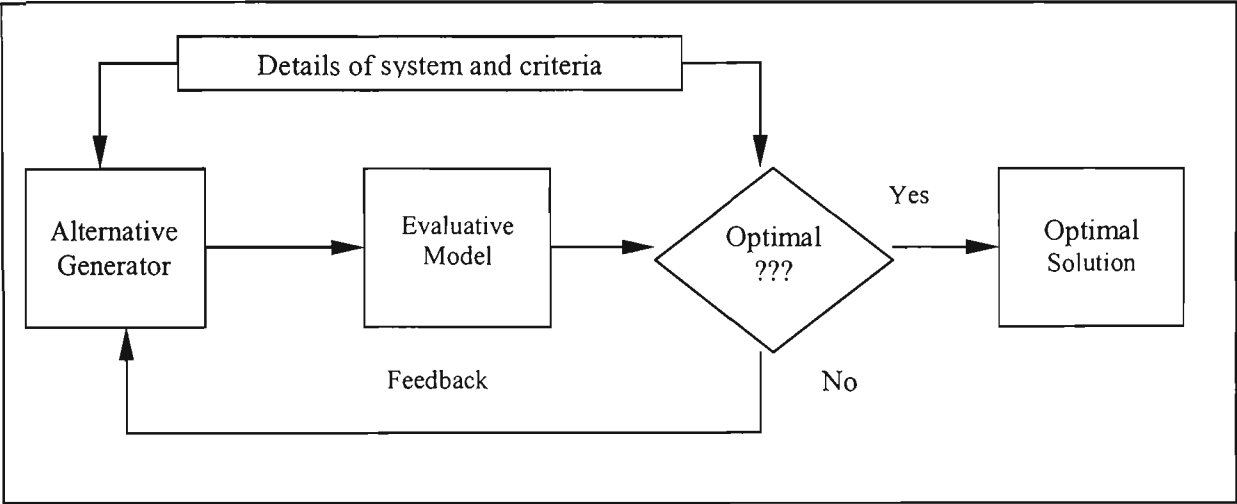 Details of system and criteria
Alternative
Generator
Evaluative
Model
Optimal
???
Yes
Optimal
Solution
Feedback
No